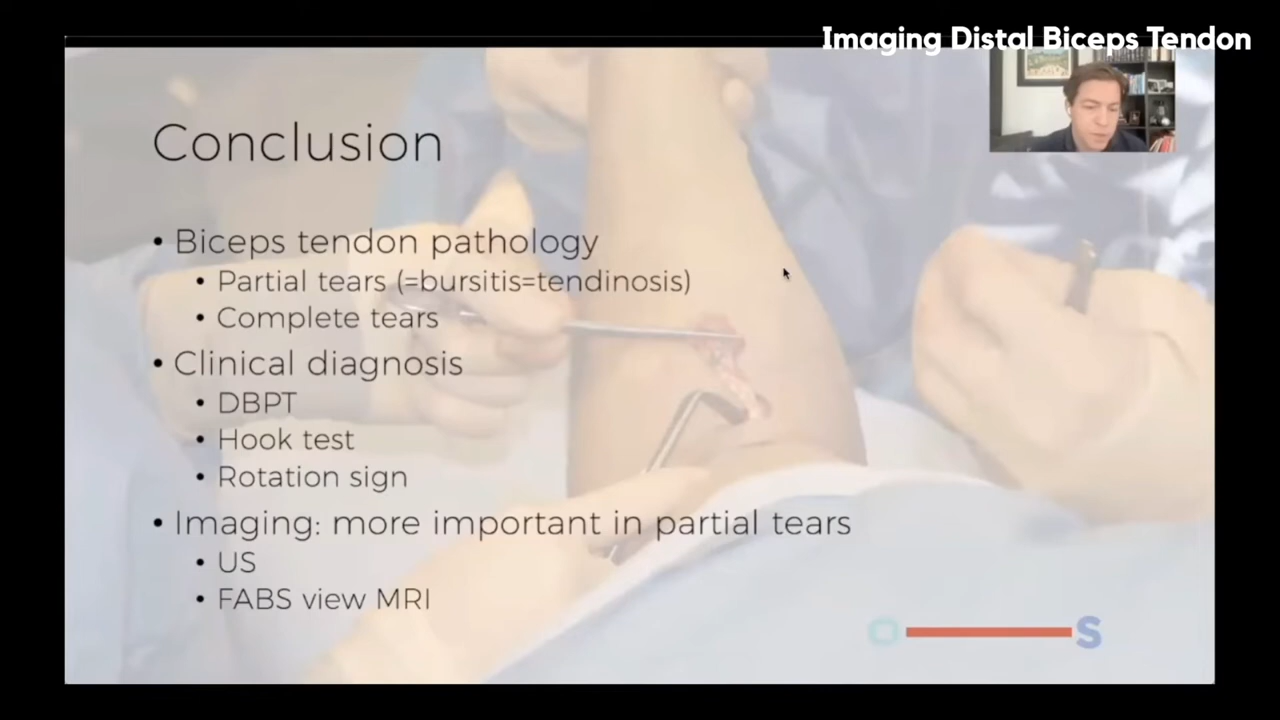 Imaging Distal Biceps Tendon
Conclusion
• Biceps tendon pathology
• Partial tears (=bursitis=tendinosis)
• Complete tears
• Clinical diagnosis
• DBPT
• Hook test
• Rotation sign
• Imaging: more important in partial tears
• US
• FABS view MRI
O S